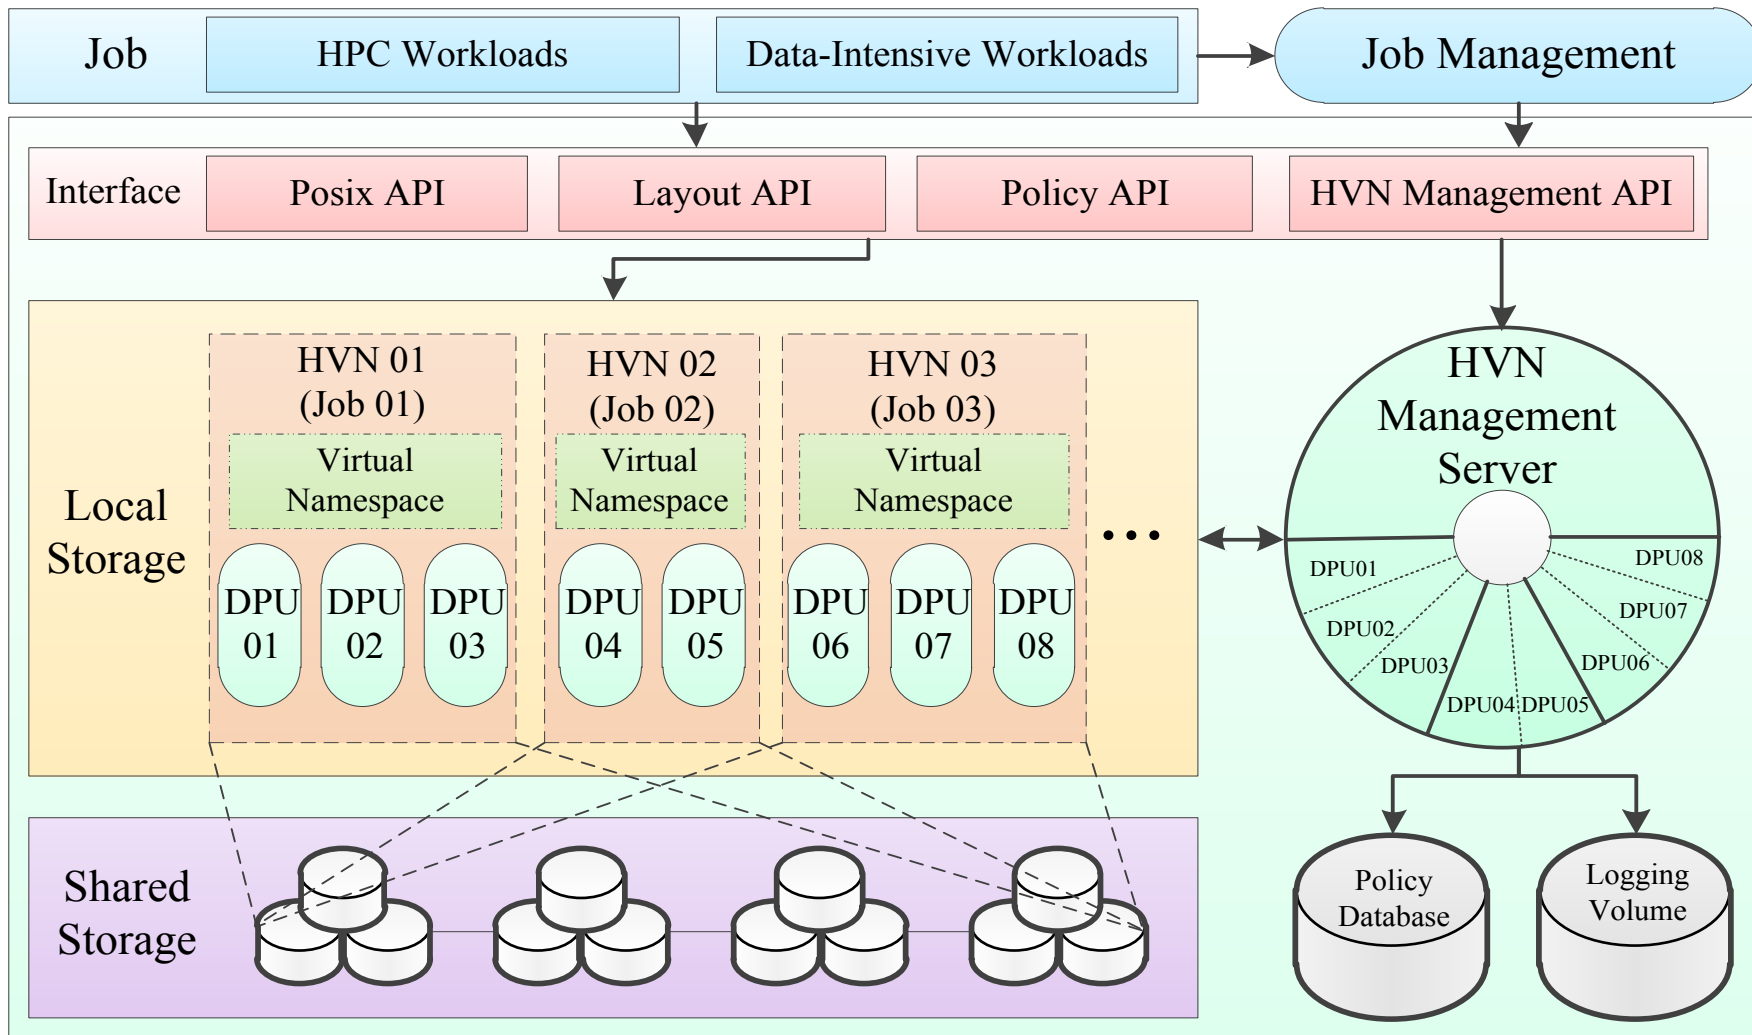 Job
HPC Workloads
Data-Intensive Workloads
Job Management
Interface
Posix API
Layout API
Policy API
HVN Management API
Local
Storage
HVN 01
(Job 01)
Virtual
Namespace
DPU
01
DPU
02
DPU
03
HVN 02
(Job 02)
Virtual
Namespace
DPU
04
DPU
05
HVN 03
(Job 03)
Virtual
Namespace
DPU
06
DPU
07
DPU
08
...
HVN
Management
Server
DPU01
DPU02
DPU03
DPU04
DPU05
DPU06
DPU07
DPU08
Shared
Storage
Policy
Database
Logging
Volume